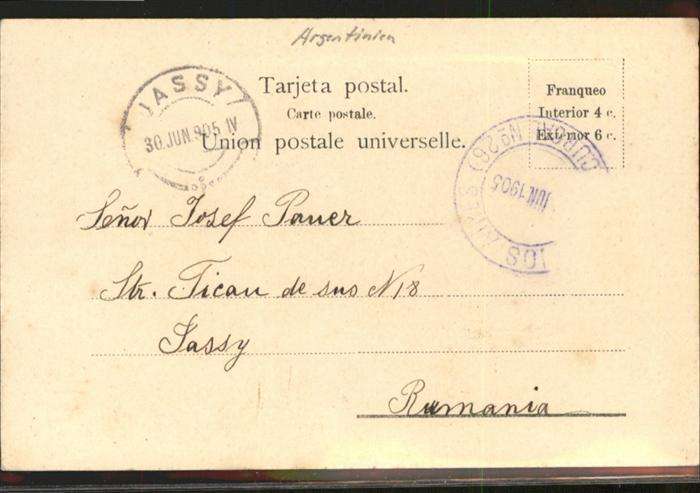 Argentinien
Tarjeta postal.
Carte postale.
Union postale universelle.
Franqueo
Interior 4 c.
Exterior 6 c.
JASSY
30 JUN 905 IV
JUN 1905
Señor Josef Pauer
Str. Ticau de sus N 18
Jassy
Rumania